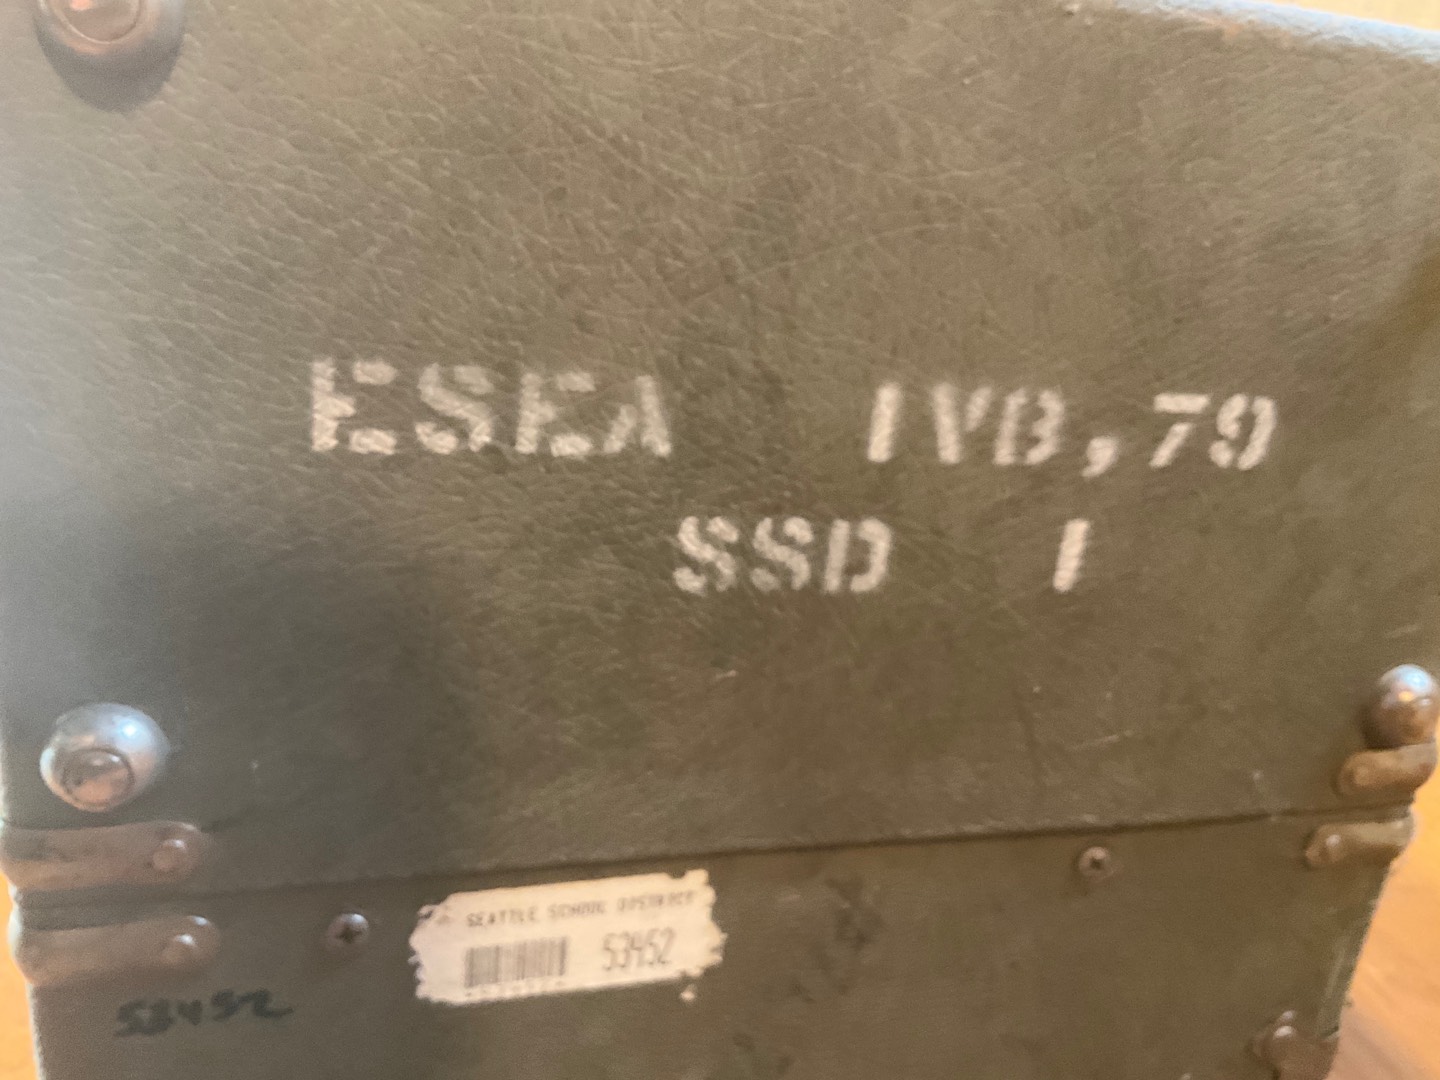 ESEA IVB,79
SSD 1
SEATTLE SCHOOL DISTRICT
53452
53452